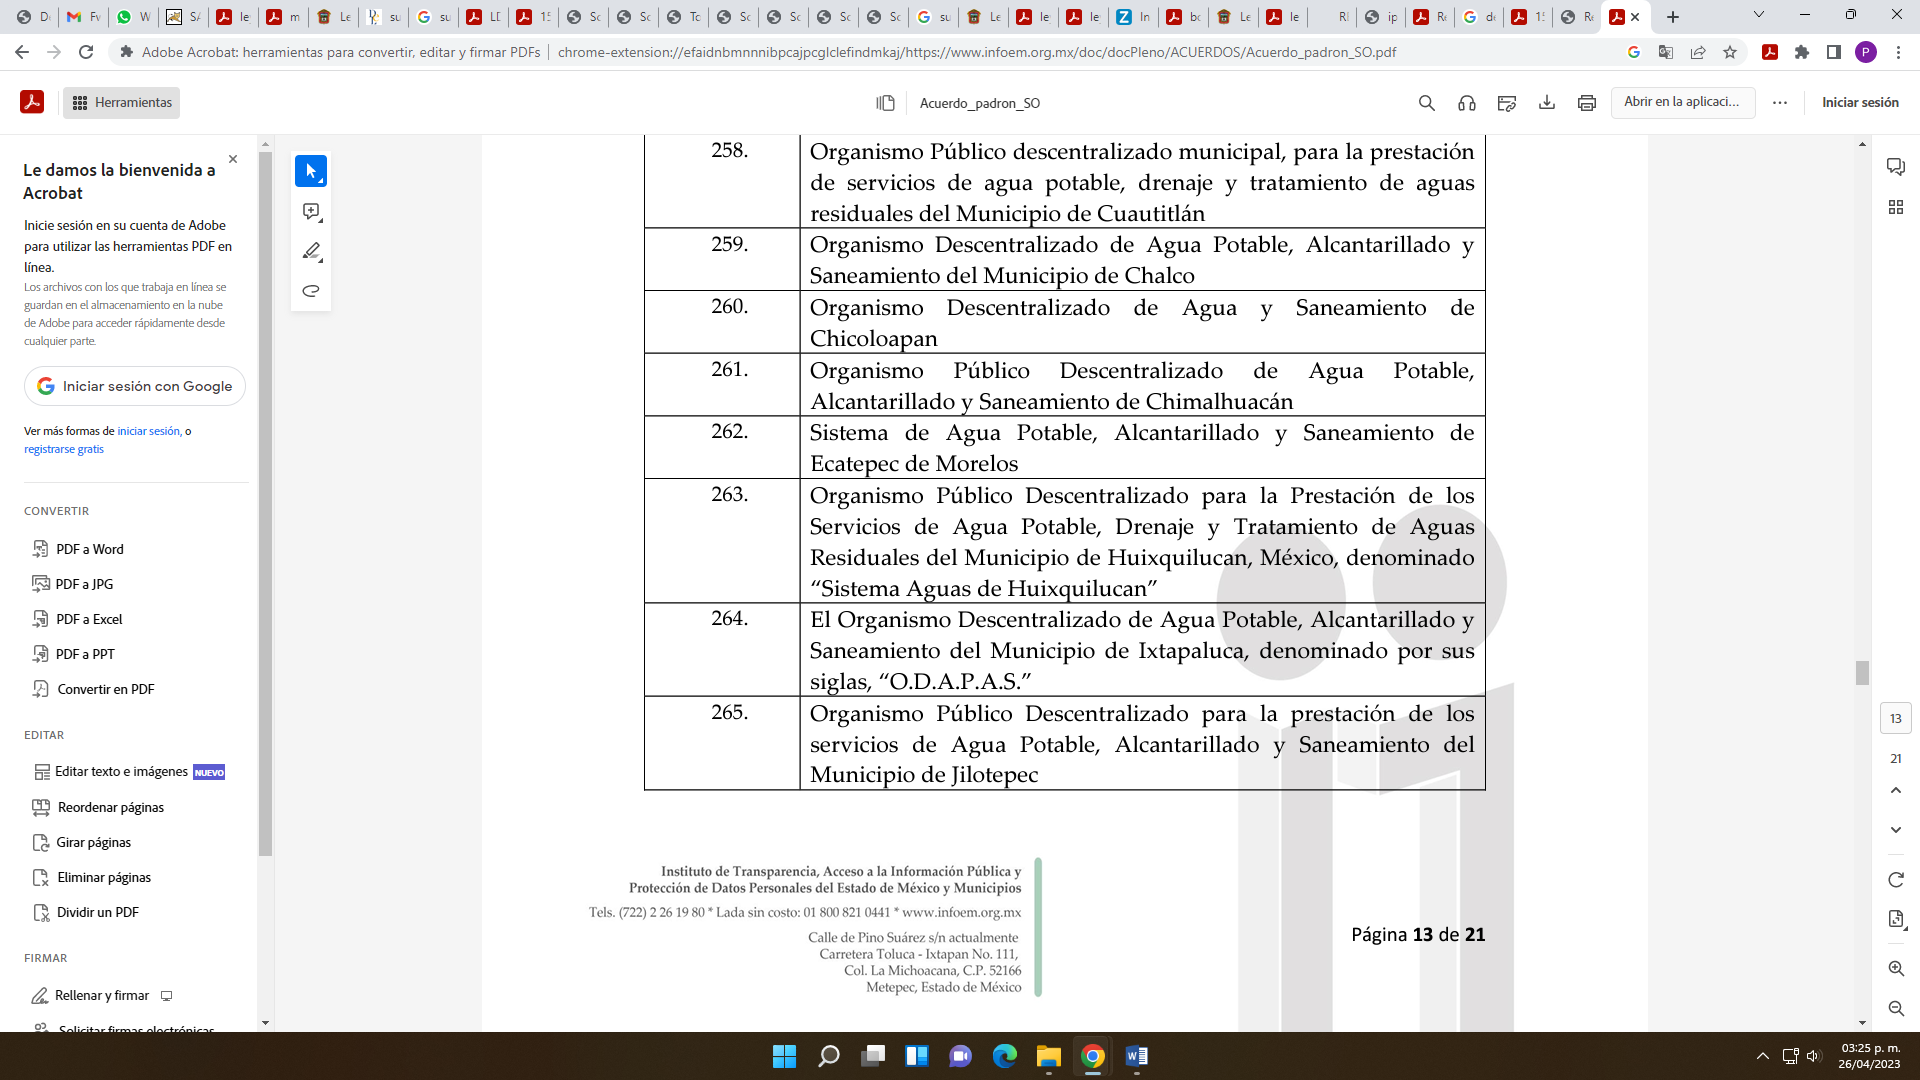 Adobe Acrobat: herramientas para convertir, editar y firmar PDFs
chrome-extension://efaidnbmnnnibpcajpcglclefindmkaj/https://www.infoem.org.mx/doc/docPleno/ACUERDOS/Acuerdo_padron_SO.pdf
P
Herramientas
Acuerdo_padron_SO
Abrir en la aplicaci...
Iniciar sesión
Le damos la bienvenida a
Acrobat
Inicie sesión en su cuenta de Adobe
para utilizar las herramientas PDF en
línea.
Los archivos con los que trabaja en línea se
guardan en el almacenamiento en la nube
de Adobe para acceder rápidamente desde
cualquier parte.
Iniciar sesión con Google
Ver más formas de iniciar sesión, o
registrarse gratis
CONVERTIR
PDF a Word
PDF a JPG
PDF a Excel
PDF a PPT
Convertir en PDF
EDITAR
Editar texto e imágenes NUEVO
Reordenar páginas
Girar páginas
Eliminar páginas
Dividir un PDF
FIRMAR
Rellenar y firmar
Solicitar firmas electrónicas
258. Organismo Público descentralizado municipal, para la prestación
de servicios de agua potable, drenaje y tratamiento de aguas
residuales del Municipio de Cuautitlán
259. Organismo Descentralizado de Agua Potable, Alcantarillado y
Saneamiento del Municipio de Chalco
260. Organismo Descentralizado de Agua y Saneamiento de
Chicoloapan
261. Organismo Público Descentralizado de Agua Potable,
Alcantarillado y Saneamiento de Chimalhuacán
262. Sistema de Agua Potable, Alcantarillado y Saneamiento de
Ecatepec de Morelos
263. Organismo Público Descentralizado para la Prestación de los
Servicios de Agua Potable, Drenaje y Tratamiento de Aguas
Residuales del Municipio de Huixquilucan, México, denominado
“Sistema Aguas de Huixquilucan”
264. El Organismo Descentralizado de Agua Potable, Alcantarillado y
Saneamiento del Municipio de Ixtapaluca, denominado por sus
siglas, “O.D.A.P.A.S.”
265. Organismo Público Descentralizado para la prestación de los
servicios de Agua Potable, Alcantarillado y Saneamiento del
Municipio de Jilotepec
Instituto de Transparencia, Acceso a la Información Pública y
Protección de Datos Personales del Estado de México y Municipios
Tels. (722) 2 26 19 80 * Lada sin costo: 01 800 821 0441 * www.infoem.org.mx
Calle de Pino Suárez s/n actualmente
Carretera Toluca - Ixtapan No. 111,
Col. La Michoacana, C.P. 52166
Metepec, Estado de México
Página 13 de 21
13
21
03:25 p. m.
26/04/2023